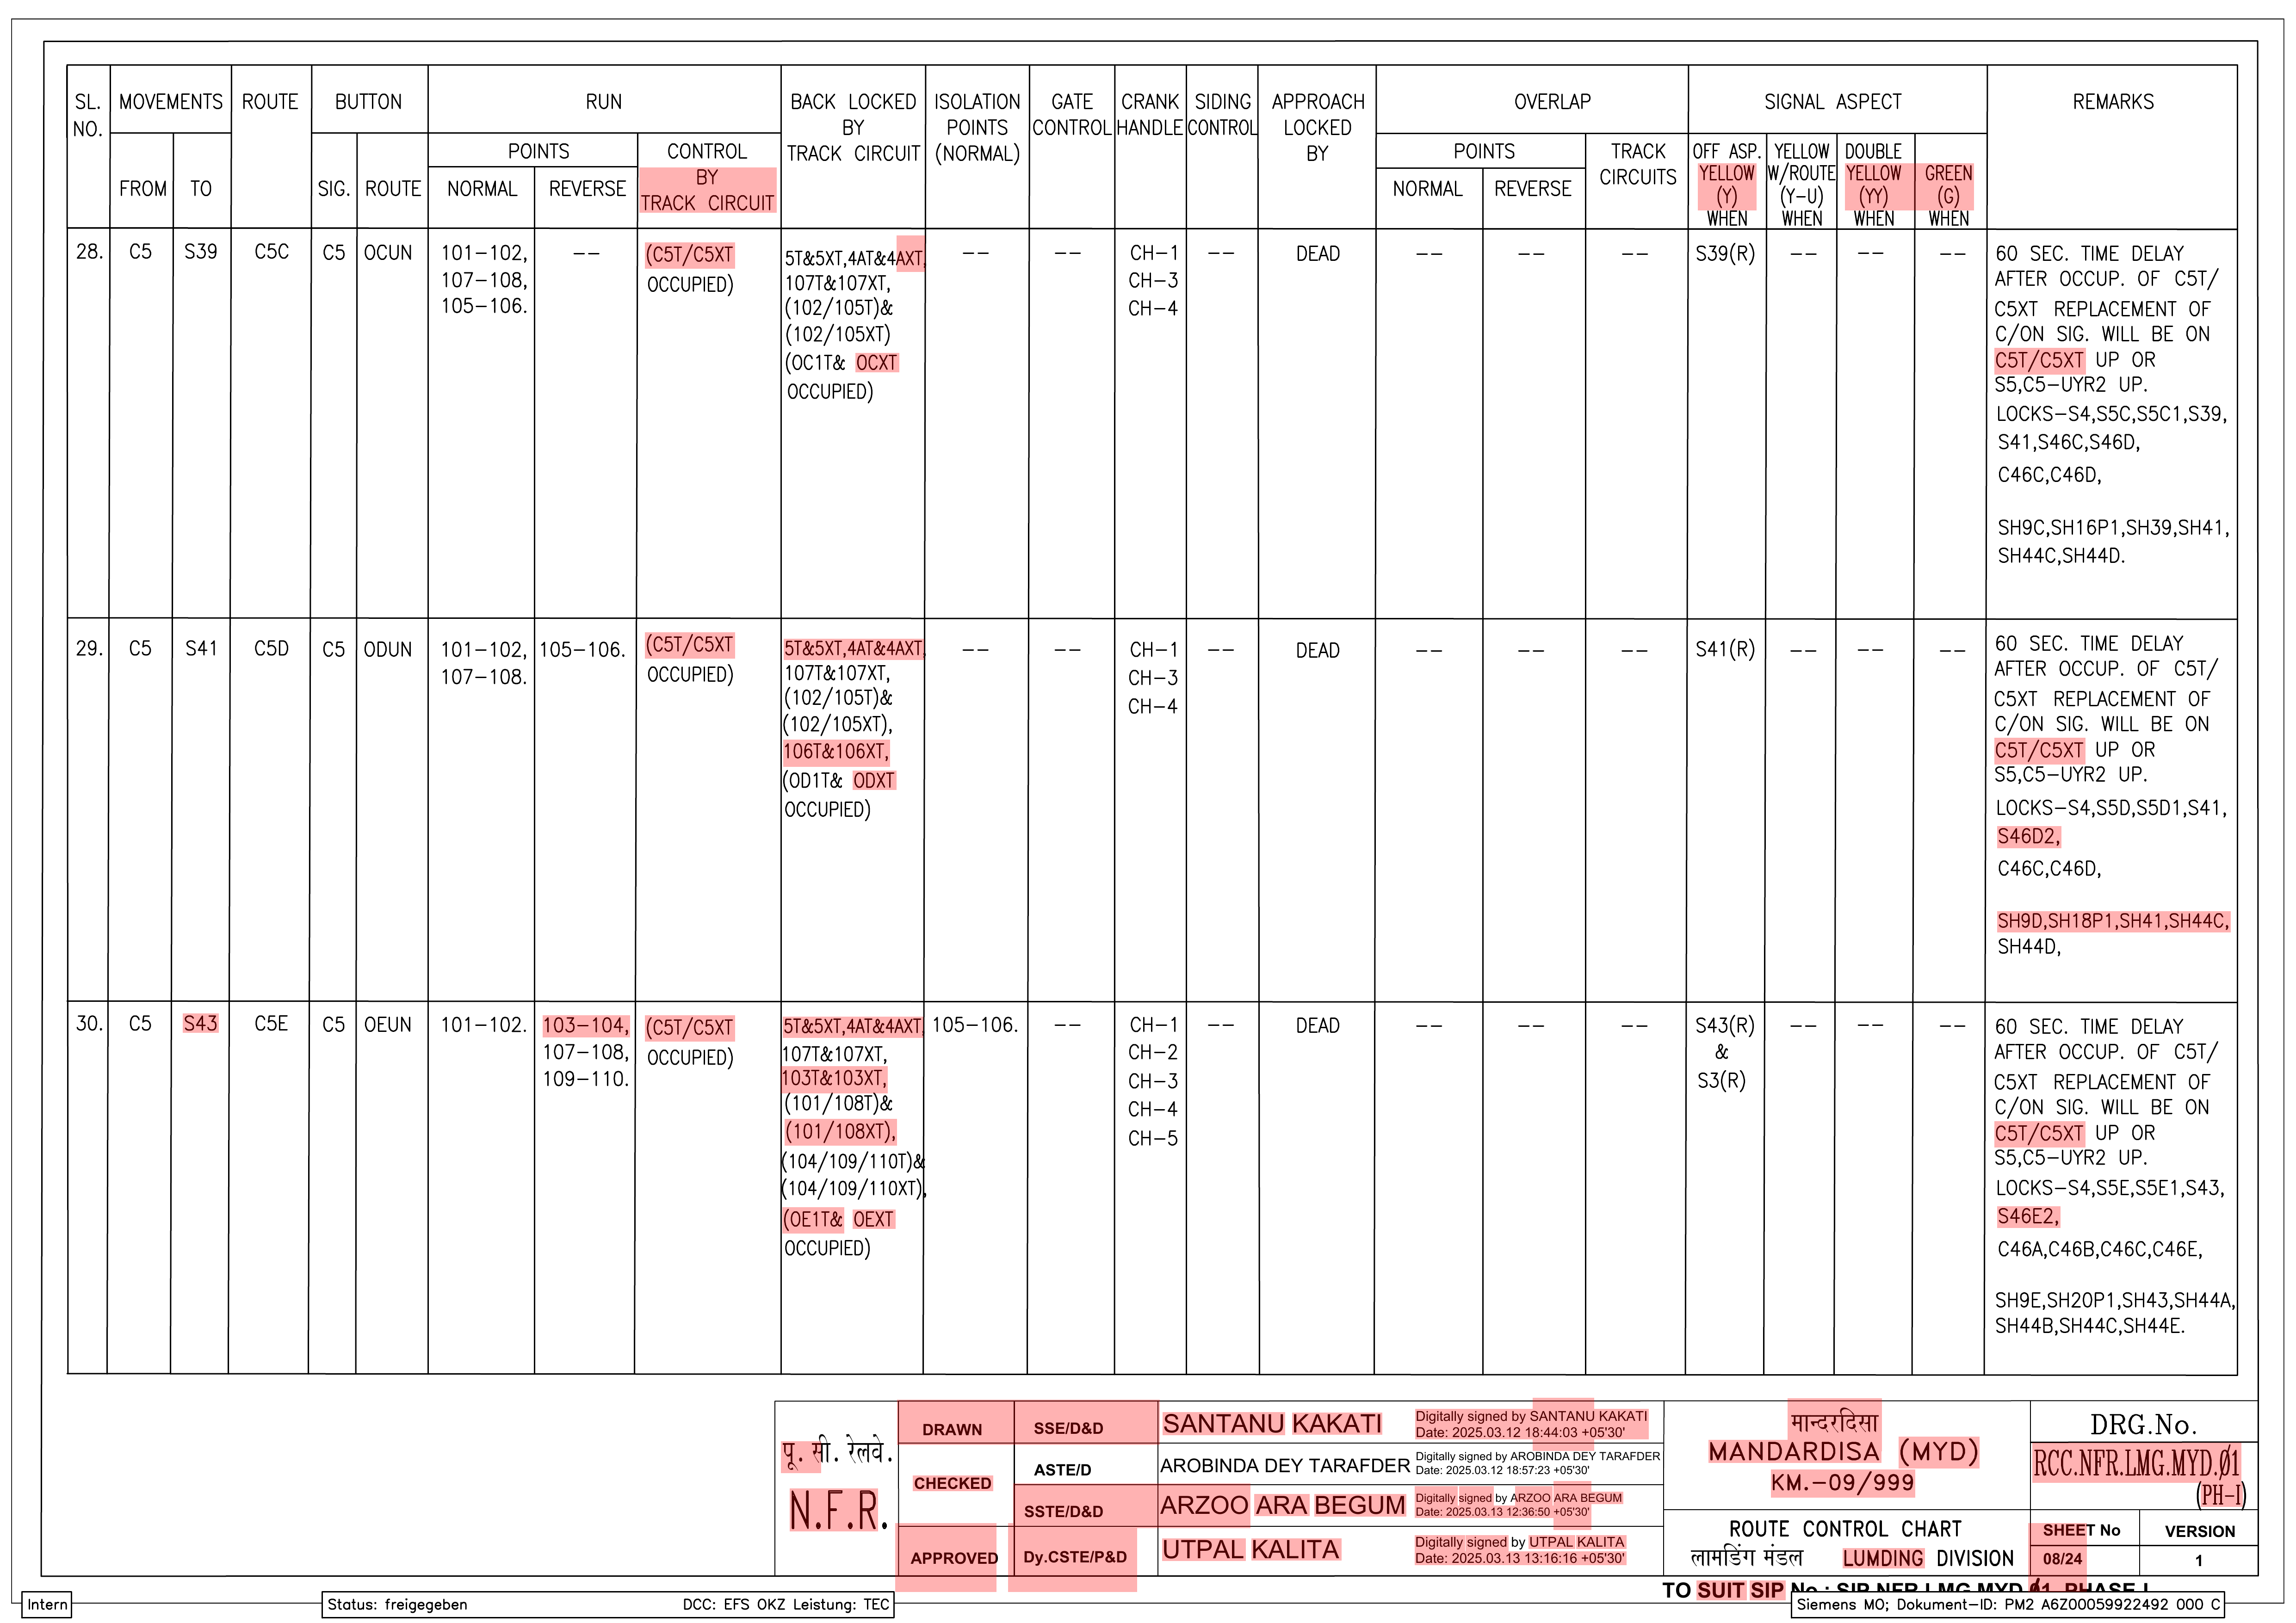 SL. NO.
MOVEMENTS
FROM
TO
ROUTE
BUTTON
SIG.
ROUTE
RUN
POINTS
NORMAL
REVERSE
CONTROL
BY
TRACK CIRCUIT
BACK LOCKED
BY
TRACK CIRCUIT
ISOLATION
POINTS
(NORMAL)
GATE
CONTROL
CRANK
HANDLE
SIDING
CONTROL
APPROACH
LOCKED
BY
OVERLAP
POINTS
NORMAL
REVERSE
TRACK
CIRCUITS
SIGNAL ASPECT
OFF ASP.
YELLOW
(Y)
WHEN
YELLOW
W/ROUTE
(Y-U)
WHEN
DOUBLE
YELLOW
(YY)
WHEN
GREEN
(G)
WHEN
REMARKS
28.
C5
S39
C5C
C5
OCUN
101-102,
107-108,
105-106.
--
(C5T/C5XT
OCCUPIED)
5T&5XT,4AT&4AXT,
107T&107XT,
(102/105T)&
(102/105XT)
(OC1T& OCXT
OCCUPIED)
--
--
CH-1
CH-3
CH-4
--
DEAD
--
--
--
S39(R)
--
--
--
60 SEC. TIME DELAY
AFTER OCCUP. OF C5T/
C5XT REPLACEMENT OF
C/ON SIG. WILL BE ON
C5T/C5XT UP OR
S5,C5-UYR2 UP.
LOCKS-S4,S5C,S5C1,S39,
S41,S46C,S46D,
C46C,C46D,
SH9C,SH16P1,SH39,SH41,
SH44C,SH44D.
29.
C5
S41
C5D
C5
ODUN
101-102,
107-108.
105-106.
(C5T/C5XT
OCCUPIED)
5T&5XT,4AT&4AXT,
107T&107XT,
(102/105T)&
(102/105XT),
106T&106XT,
(OD1T& ODXT
OCCUPIED)
--
--
CH-1
CH-3
CH-4
--
DEAD
--
--
--
S41(R)
--
--
--
60 SEC. TIME DELAY
AFTER OCCUP. OF C5T/
C5XT REPLACEMENT OF
C/ON SIG. WILL BE ON
C5T/C5XT UP OR
S5,C5-UYR2 UP.
LOCKS-S4,S5D,S5D1,S41,
S46D2,
C46C,C46D,
SH9D,SH18P1,SH41,SH44C,
SH44D,
30.
C5
S43
C5E
C5
OEUN
101-102.
103-104,
107-108,
109-110.
(C5T/C5XT
OCCUPIED)
5T&5XT,4AT&4AXT,
107T&107XT,
103T&103XT,
(101/108T)&
(101/108XT),
(104/109/110T)&
(104/109/110XT),
(OE1T& OEXT
OCCUPIED)
105-106.
--
CH-1
CH-2
CH-3
CH-4
CH-5
--
DEAD
--
--
--
S43(R)
&
S3(R)
--
--
--
60 SEC. TIME DELAY
AFTER OCCUP. OF C5T/
C5XT REPLACEMENT OF
C/ON SIG. WILL BE ON
C5T/C5XT UP OR
S5,C5-UYR2 UP.
LOCKS-S4,S5E,S5E1,S43,
S46E2,
C46A,C46B,C46C,C46E,
SH9E,SH20P1,SH43,SH44A,
SH44B,SH44C,SH44E.
पू. सी. रेलवे.
N.F.R.
DRAWN
SSE/D&D
SANTANU KAKATI
Digitally signed by SANTANU KAKATI
Date: 2025.03.12 18:44:03 +05'30'
CHECKED
ASTE/D
AROBINDA DEY TARAFDER
Digitally signed by AROBINDA DEY TARAFDER
Date: 2025.03.12 18:57:23 +05'30'
SSTE/D&D
ARZOO ARA BEGUM
Digitally signed by ARZOO ARA BEGUM
Date: 2025.03.13 12:36:50 +05'30'
APPROVED
Dy.CSTE/P&D
UTPAL KALITA
Digitally signed by UTPAL KALITA
Date: 2025.03.13 13:16:16 +05'30'
मान्दरदिसा
MANDARDISA (MYD)
KM.-09/999
ROUTE CONTROL CHART
लामडिंग मंडल LUMDING DIVISION
DRG.No.
RCC.NFR.LMG.MYD.Ø1
(PH-I)
SHEET No
VERSION
08/24
1
TO SUIT SIP No.: SIP.NFR.LMG.MYD.Ø1, PHASE I
Intern
Status: freigegeben
DCC: EFS OKZ Leistung: TEC
Siemens MO; Dokument-ID: PM2 A6Z00059922492 000 C